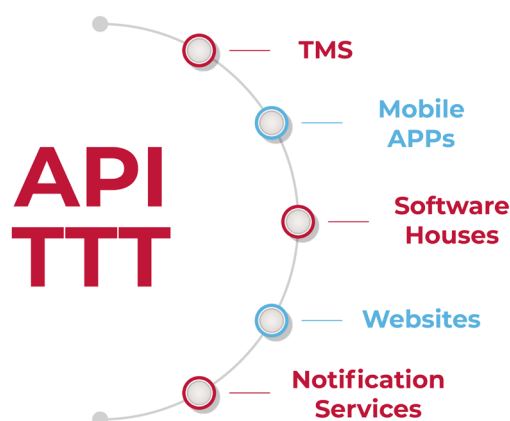 API
TTT
TMS
Mobile
APPs
Software
Houses
Websites
Notification
Services